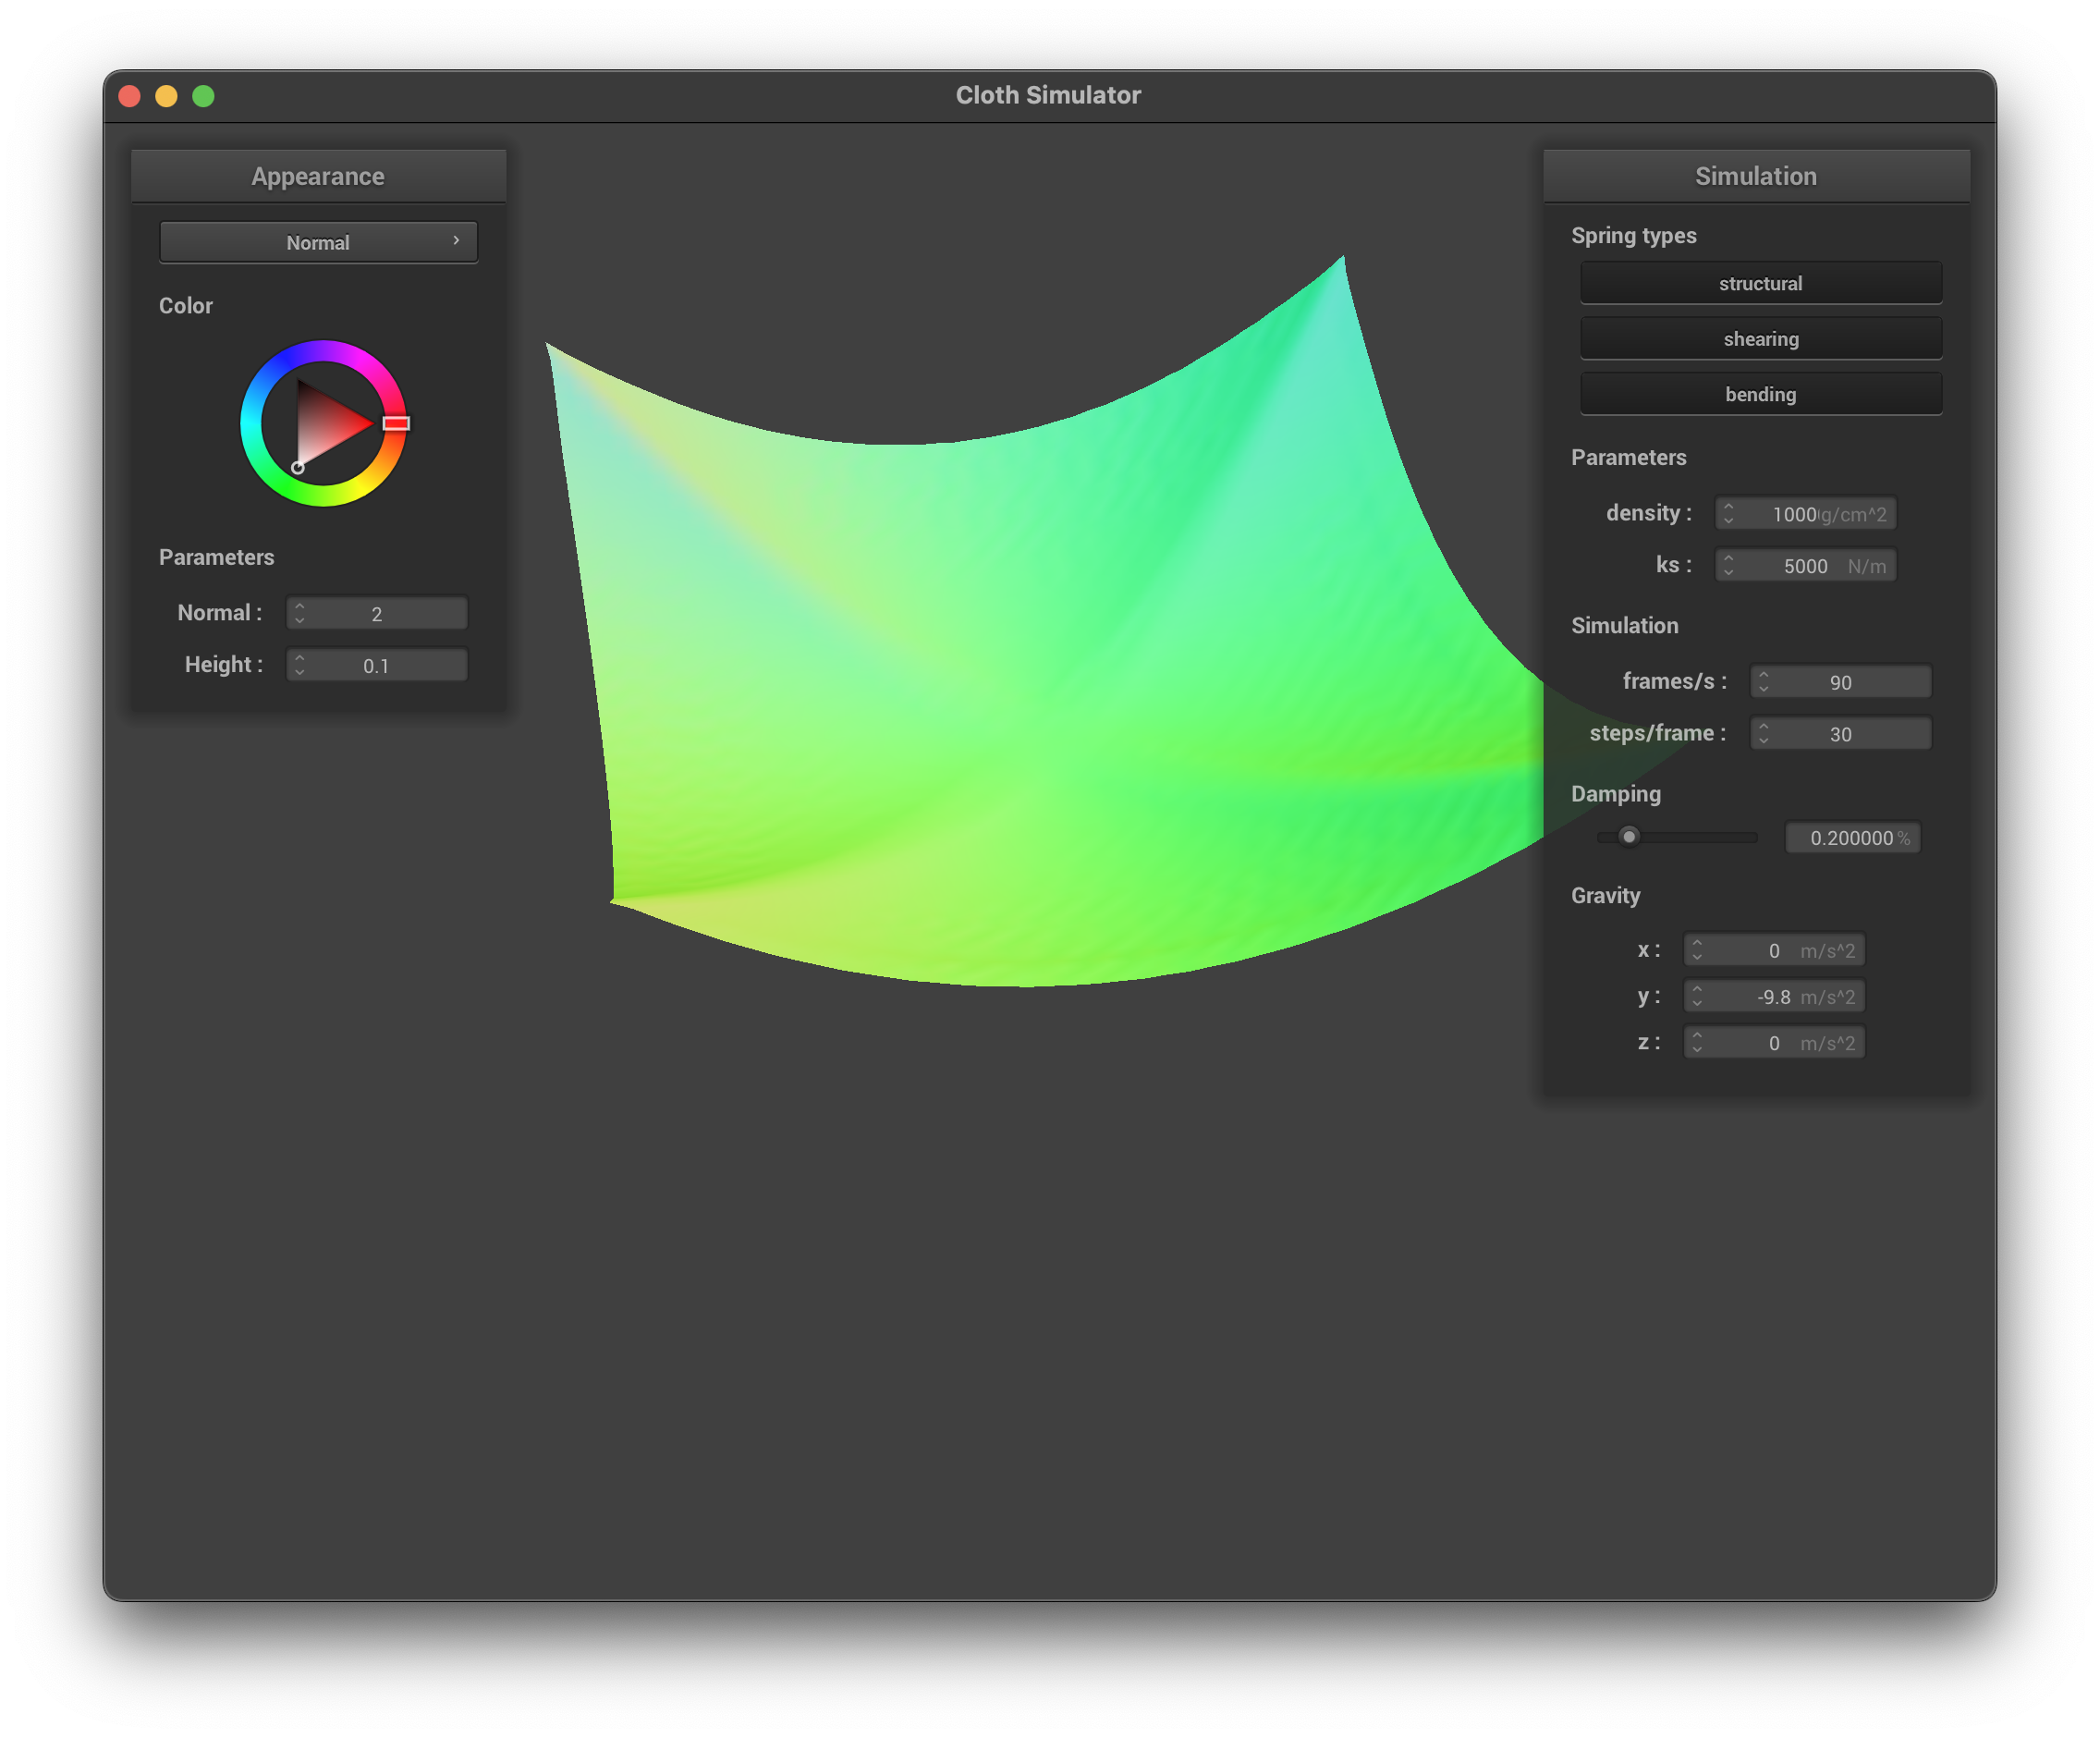 Cloth Simulator
Appearance
Normal
Color
Parameters
Normal : 2
Height : 0.1
Simulation
Spring types
structural
shearing
bending
Parameters
density : 1000 g/cm^2
ks : 5000 N/m
Simulation
frames/s : 90
steps/frame : 30
Damping
0.200000 %
Gravity
x : 0 m/s^2
y : -9.8 m/s^2
z : 0 m/s^2